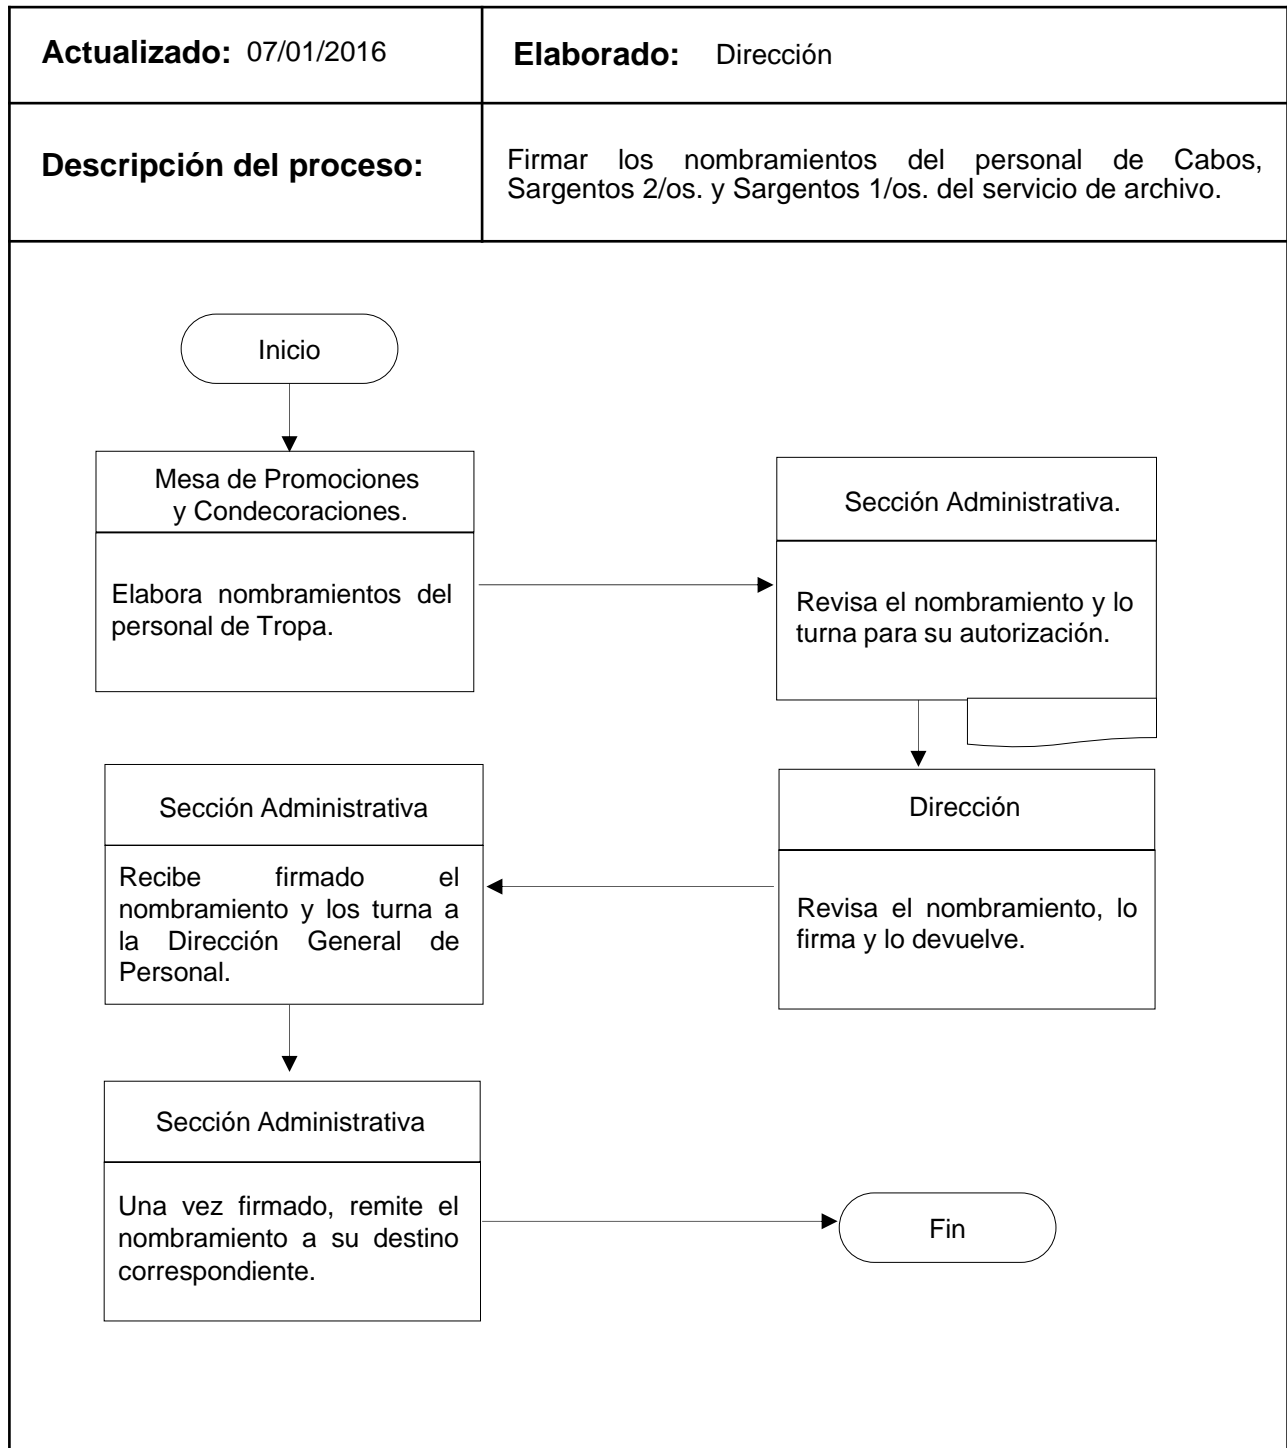 Actualizado: 07/01/2016
Elaborado: Dirección
Descripción del proceso:
Firmar los nombramientos del personal de Cabos,
Sargentos 2/os. y Sargentos 1/os. del servicio de archivo.
Inicio
Mesa de Promociones
y Condecoraciones.
Elabora nombramientos del
personal de Tropa.
Sección Administrativa.
Revisa el nombramiento y lo
turna para su autorización.
Dirección
Revisa el nombramiento, lo
firma y lo devuelve.
Sección Administrativa
Recibe firmado el
nombramiento y los turna a
la Dirección General de
Personal.
Sección Administrativa
Una vez firmado, remite el
nombramiento a su destino
correspondiente.
Fin